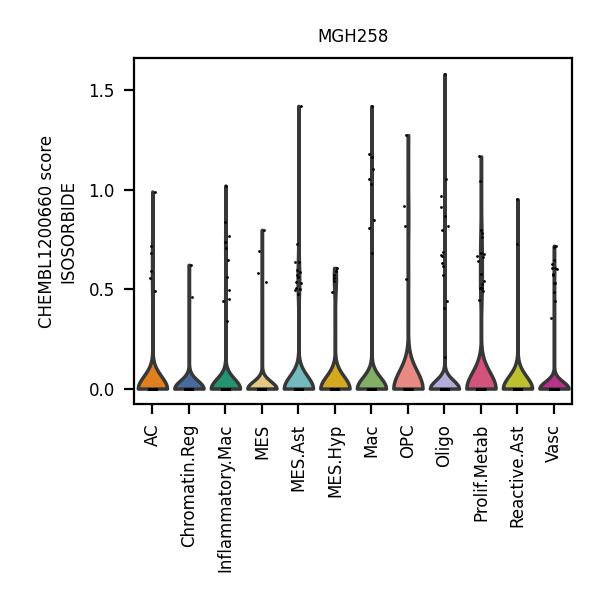 MGH258
CHEMBL1200660 score
ISOSORBIDE
1.5
1.0
0.5
0.0
AC
Chromatin.Reg
Inflammatory.Mac
MES
MES.Ast
MES.Hyp
Mac
OPC
Oligo
Prolif.Metab
Reactive.Ast
Vasc